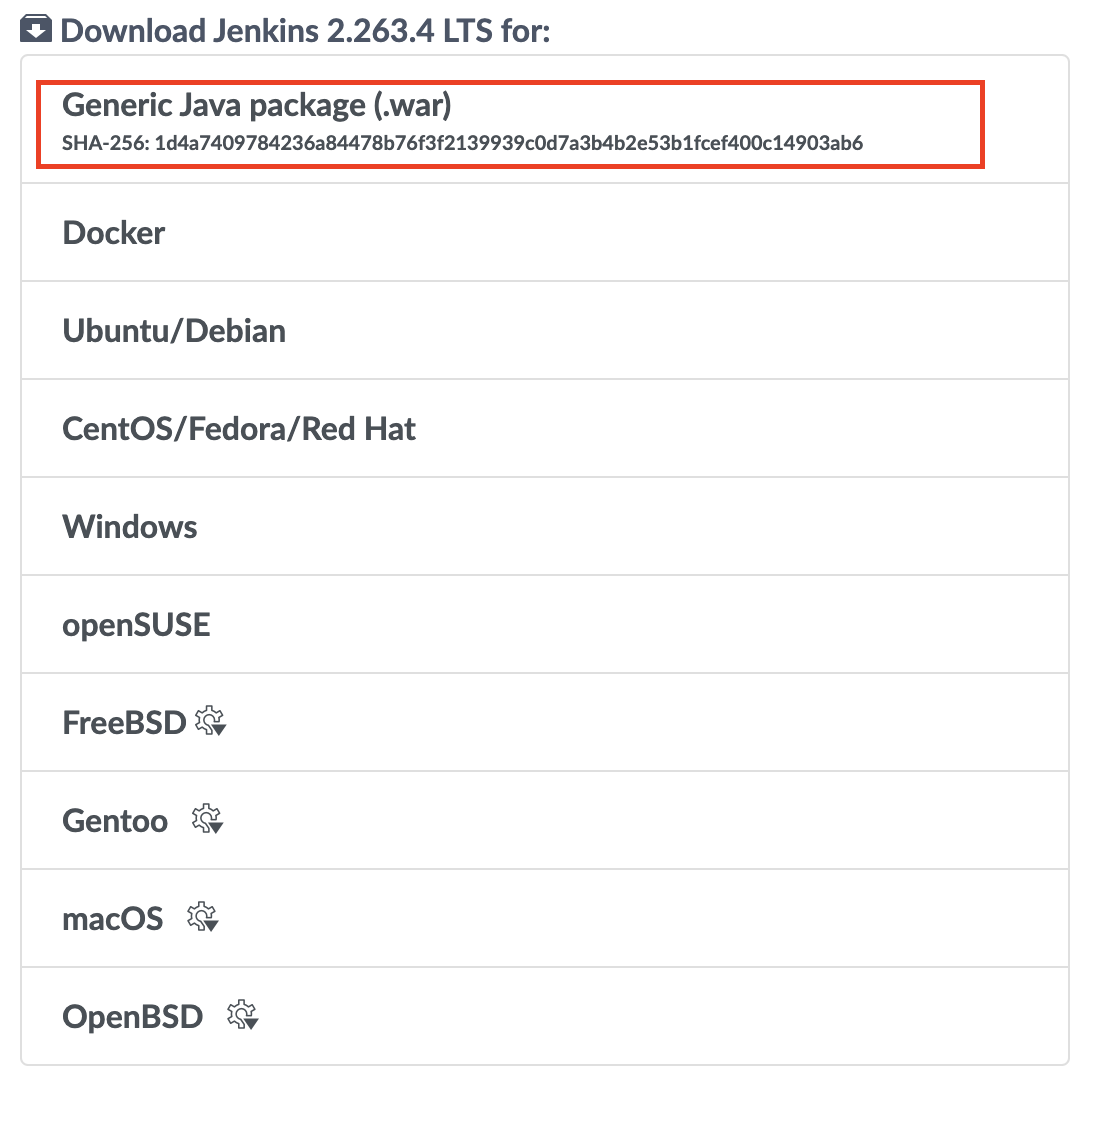 Download Jenkins 2.263.4 LTS for:
Generic Java package (.war)
SHA-256: 1d4a7409784236a84478b76f3f2139939c0d7a3b4b2e53b1fcef400c14903ab6
Docker
Ubuntu/Debian
CentOS/Fedora/Red Hat
Windows
openSUSE
FreeBSD
Gentoo
macOS
OpenBSD